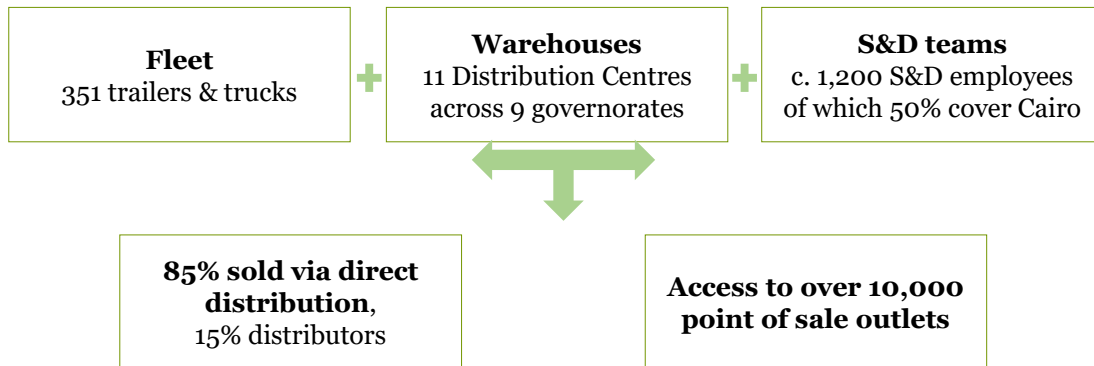 Fleet
351 trailers & trucks
Warehouses
11 Distribution Centres
across 9 governorates
S&D teams
c. 1,200 S&D employees
of which 50% cover Cairo
85% sold via direct
distribution,
15% distributors
Access to over 10,000
point of sale outlets